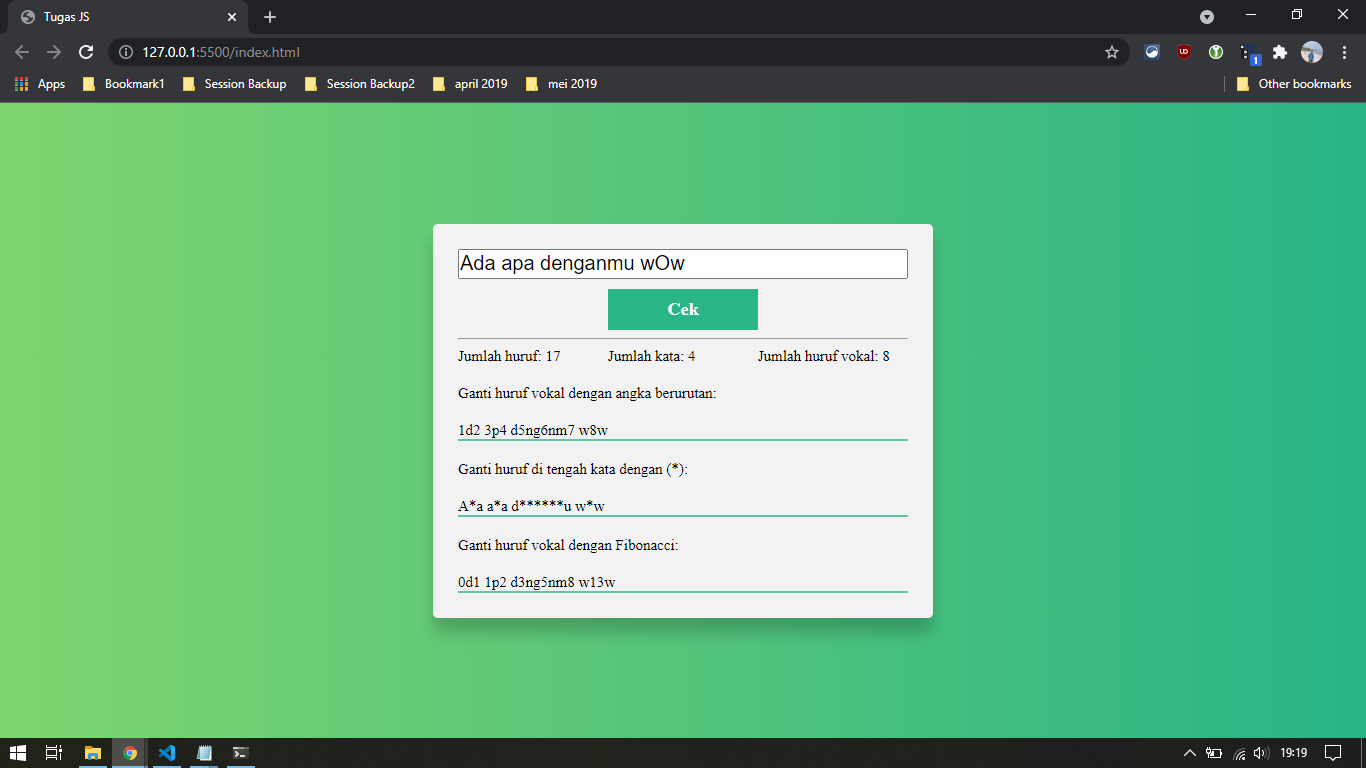 Tugas JS
127.0.0.1:5500/index.html
Apps Bookmark1 Session Backup Session Backup2 april 2019 mei 2019 Other bookmarks
Ada apa denganmu wOw
Cek
Jumlah huruf: 17 Jumlah kata: 4 Jumlah huruf vokal: 8
Ganti huruf vokal dengan angka berurutan:
1d2 3p4 d5ng6nm7 w8w
Ganti huruf di tengah kata dengan (*):
A*a a*a d******u w*w
Ganti huruf vokal dengan Fibonacci:
0d1 1p2 d3ng5nm8 w13w
19:19